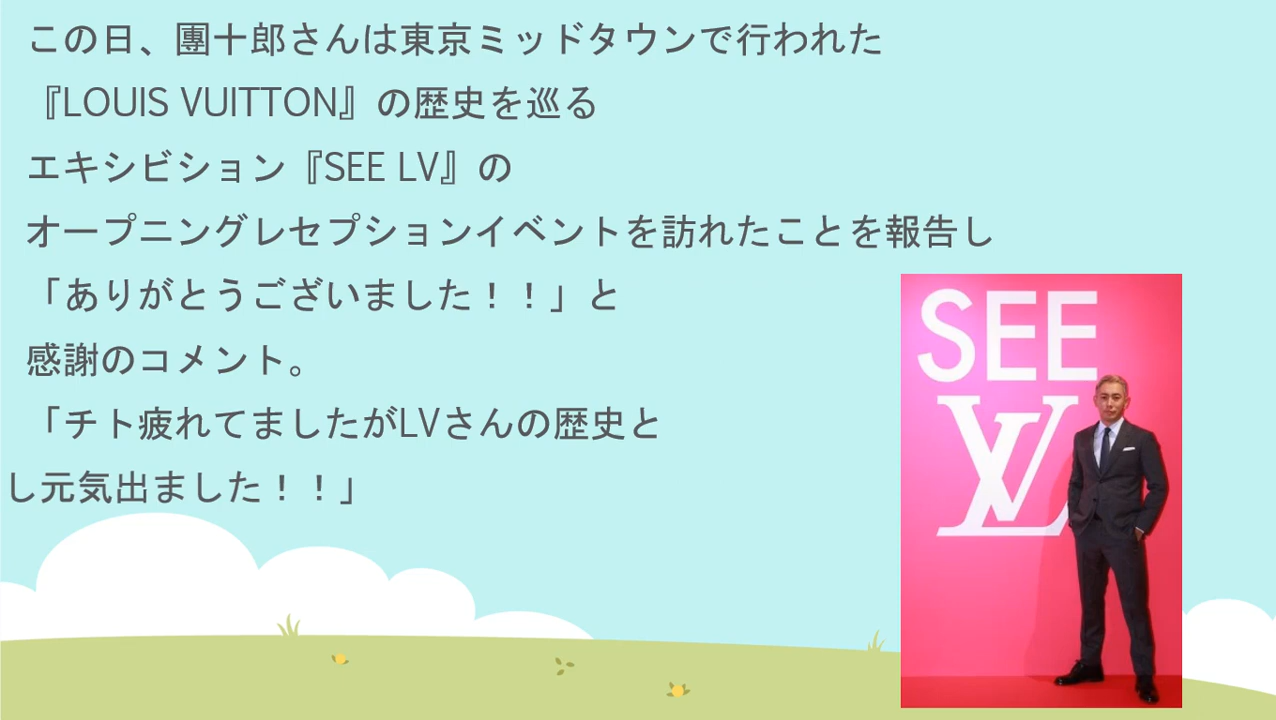 この日、團十郎さんは東京ミッドタウンで行われた
『LOUIS VUITTON』の歴史を巡る
エキシビション『SEE LV』の
オープニングレセプションイベントを訪れたことを報告し
「ありがとうございました！！」と
感謝のコメント。
「チト疲れてましたがLVさんの歴史と
し元気出ました！！」
SEE
LV